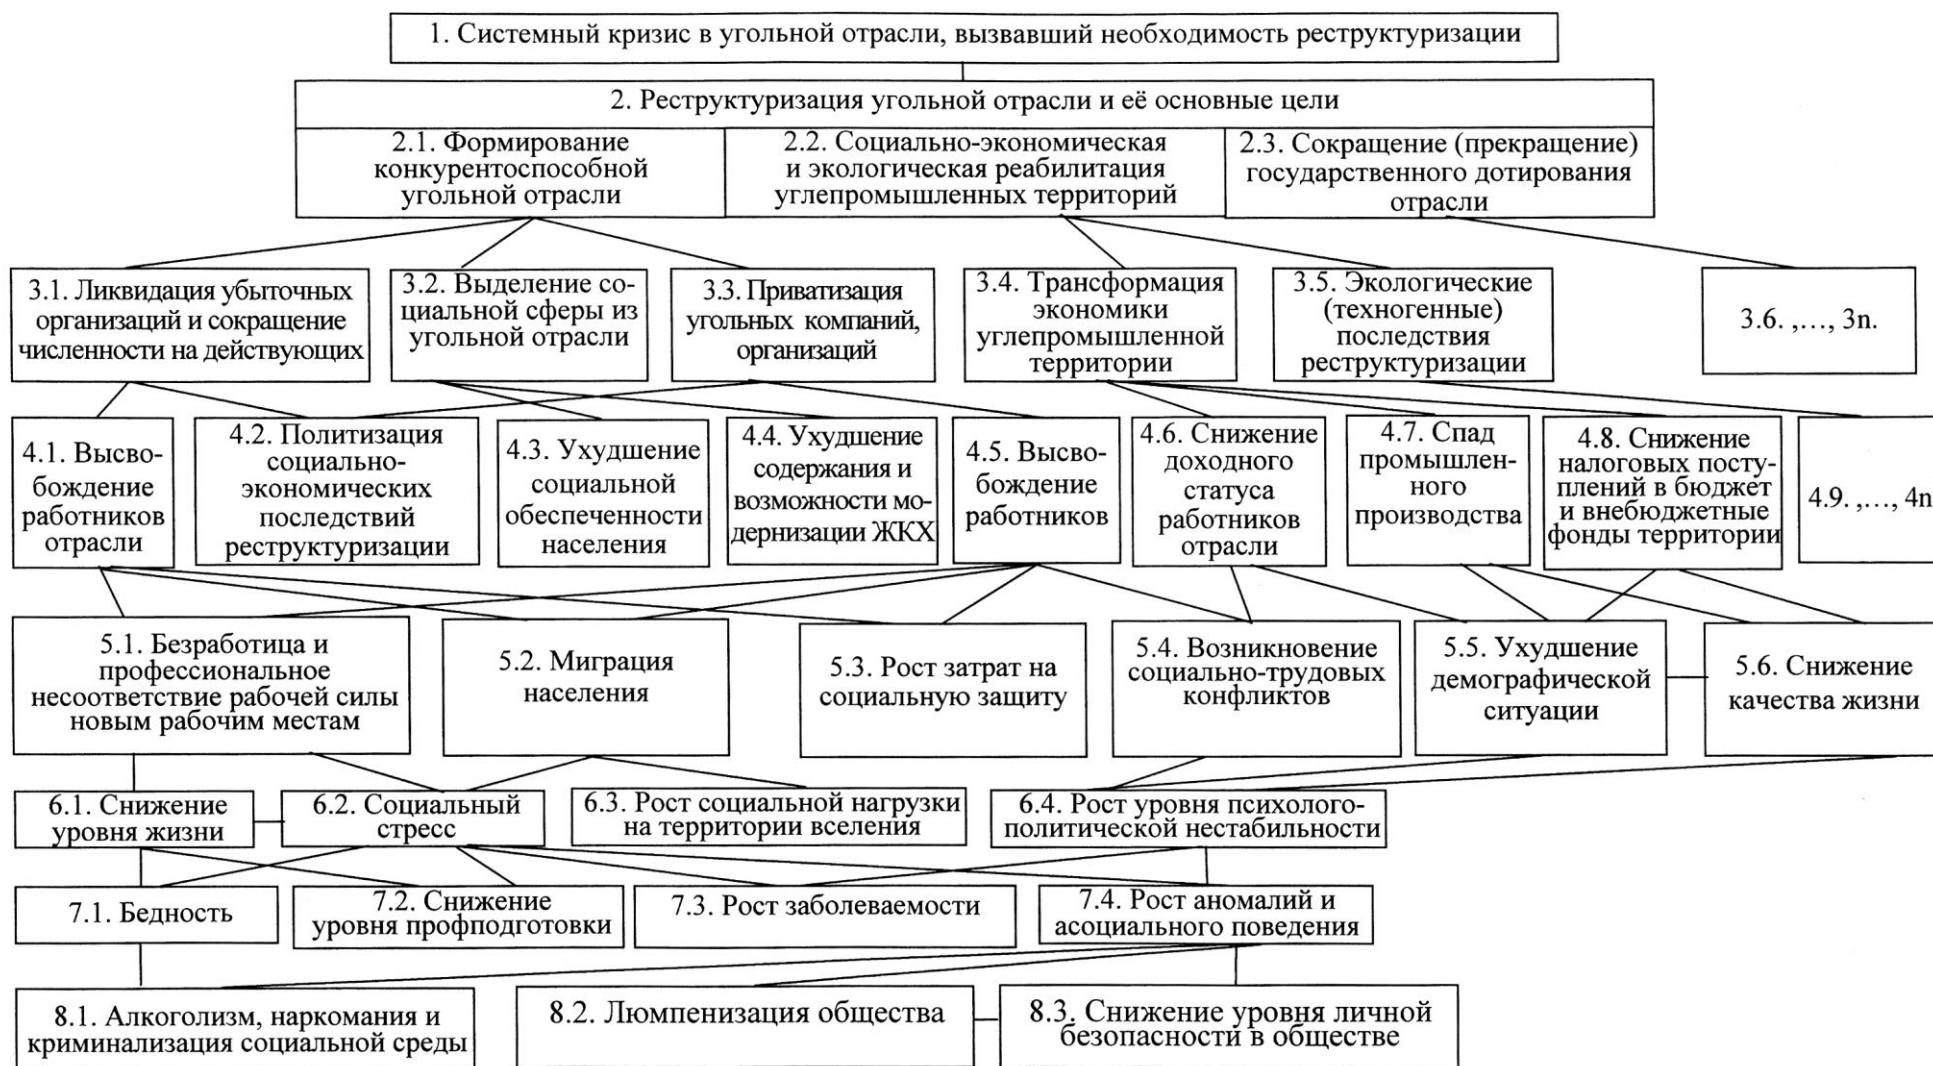 1. Системный кризис в угольной отрасли, вызвавший необходимость реструктуризации
2. Реструктуризация угольной отрасли и её основные цели
2.1. Формирование
конкурентоспособной
угольной отрасли
2.2. Социально-экономическая
и экологическая реабилитация
углепромышленных территорий
2.3. Сокращение (прекращение)
государственного дотирования
отрасли
3.1. Ликвидация убыточных
организаций и сокращение
численности на действующих
3.2. Выделение со-
циальной сферы из
угольной отрасли
3.3. Приватизация
угольных компаний,
организаций
3.4. Трансформация
экономики
углепромышленной
территории
3.5. Экологические
(техногенные)
последствия
реструктуризации
3.6. ,…, 3n.
4.1. Высво-
бождение
работников
отрасли
4.2. Политизация
социально-
экономических
последствий
реструктуризации
4.3. Ухудшение
социальной
обеспеченности
населения
4.4. Ухудшение
содержания и
возможности мо-
дернизации ЖКХ
4.5. Высво-
бождение
работников
4.6. Снижение
доходного
статуса
работников
отрасли
4.7. Спад
промышлен-
ного
производства
4.8. Снижение
налоговых посту-
плений в бюджет
и внебюджетные
фонды территории
4.9. ,…, 4n
5.1. Безработица и
профессиональное
несоответствие рабочей силы
новым рабочим местам
5.2. Миграция
населения
5.3. Рост затрат на
социальную защиту
5.4. Возникновение
социально-трудовых
конфликтов
5.5. Ухудшение
демографической
ситуации
5.6. Снижение
качества жизни
6.1. Снижение
уровня жизни
6.2. Социальный
стресс
6.3. Рост социальной нагрузки
на территории вселения
6.4. Рост уровня психолого-
политической нестабильности
7.1. Бедность
7.2. Снижение
уровня профподготовки
7.3. Рост заболеваемости
7.4. Рост аномалий и
асоциального поведения
8.1. Алкоголизм, наркомания и
криминализация социальной среды
8.2. Люмпенизация общества
8.3. Снижение уровня личной
безопасности в обществе